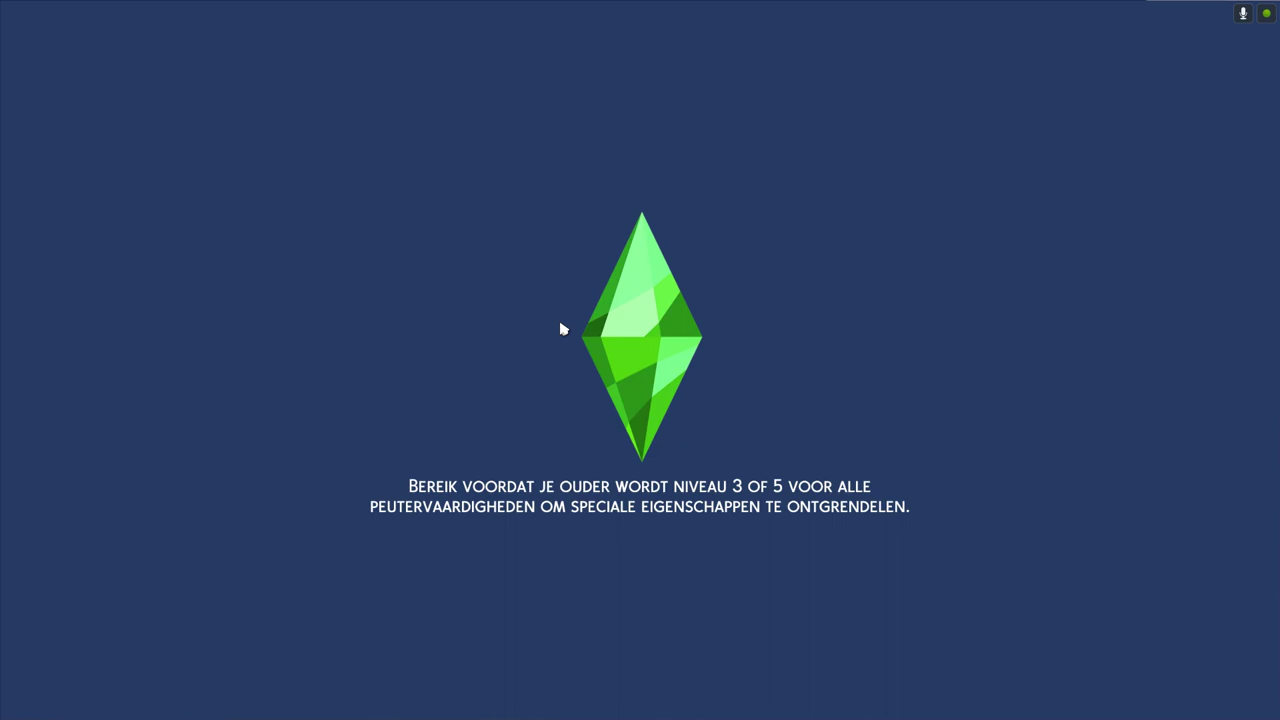 Bereik voordat je ouder wordt niveau 3 of 5 voor alle
peutervaardigheden om speciale eigenschappen te ontgrendelen.